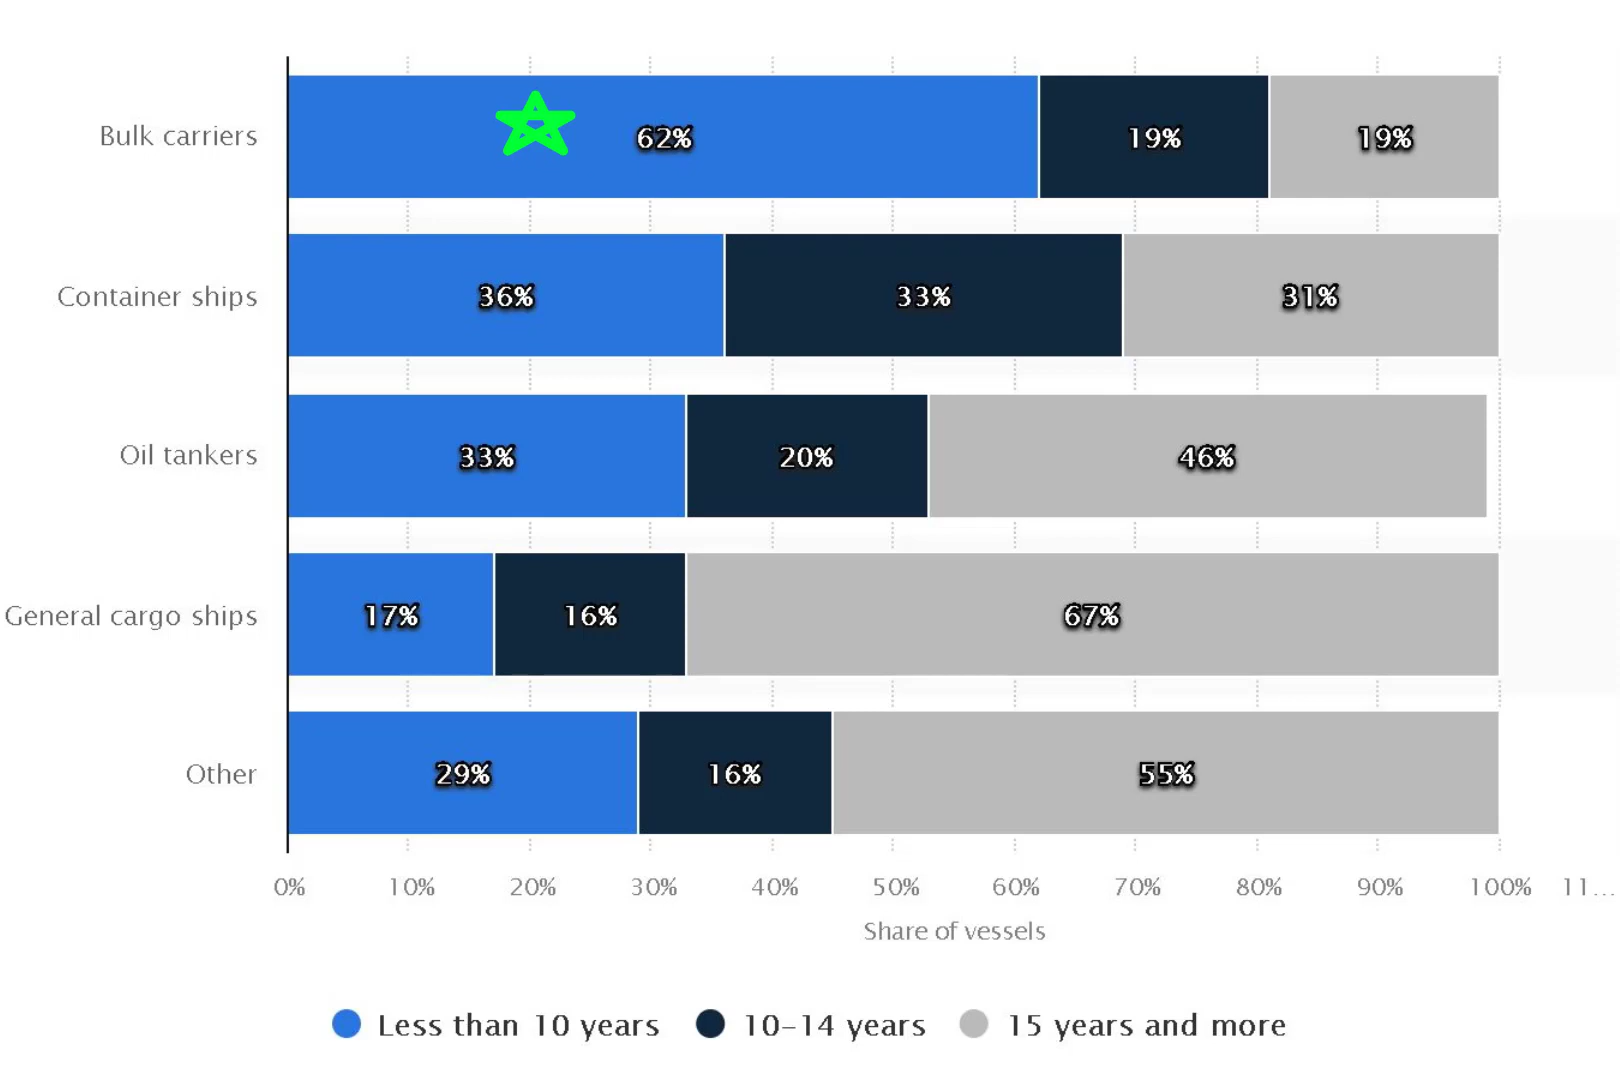 Bulk carriers 62% 19% 19%
Container ships 36% 33% 31%
Oil tankers 33% 20% 46%
General cargo ships 17% 16% 67%
Other 29% 16% 55%
0% 10% 20% 30% 40% 50% 60% 70% 80% 90% 100% 11...
Share of vessels
Less than 10 years 10–14 years 15 years and more